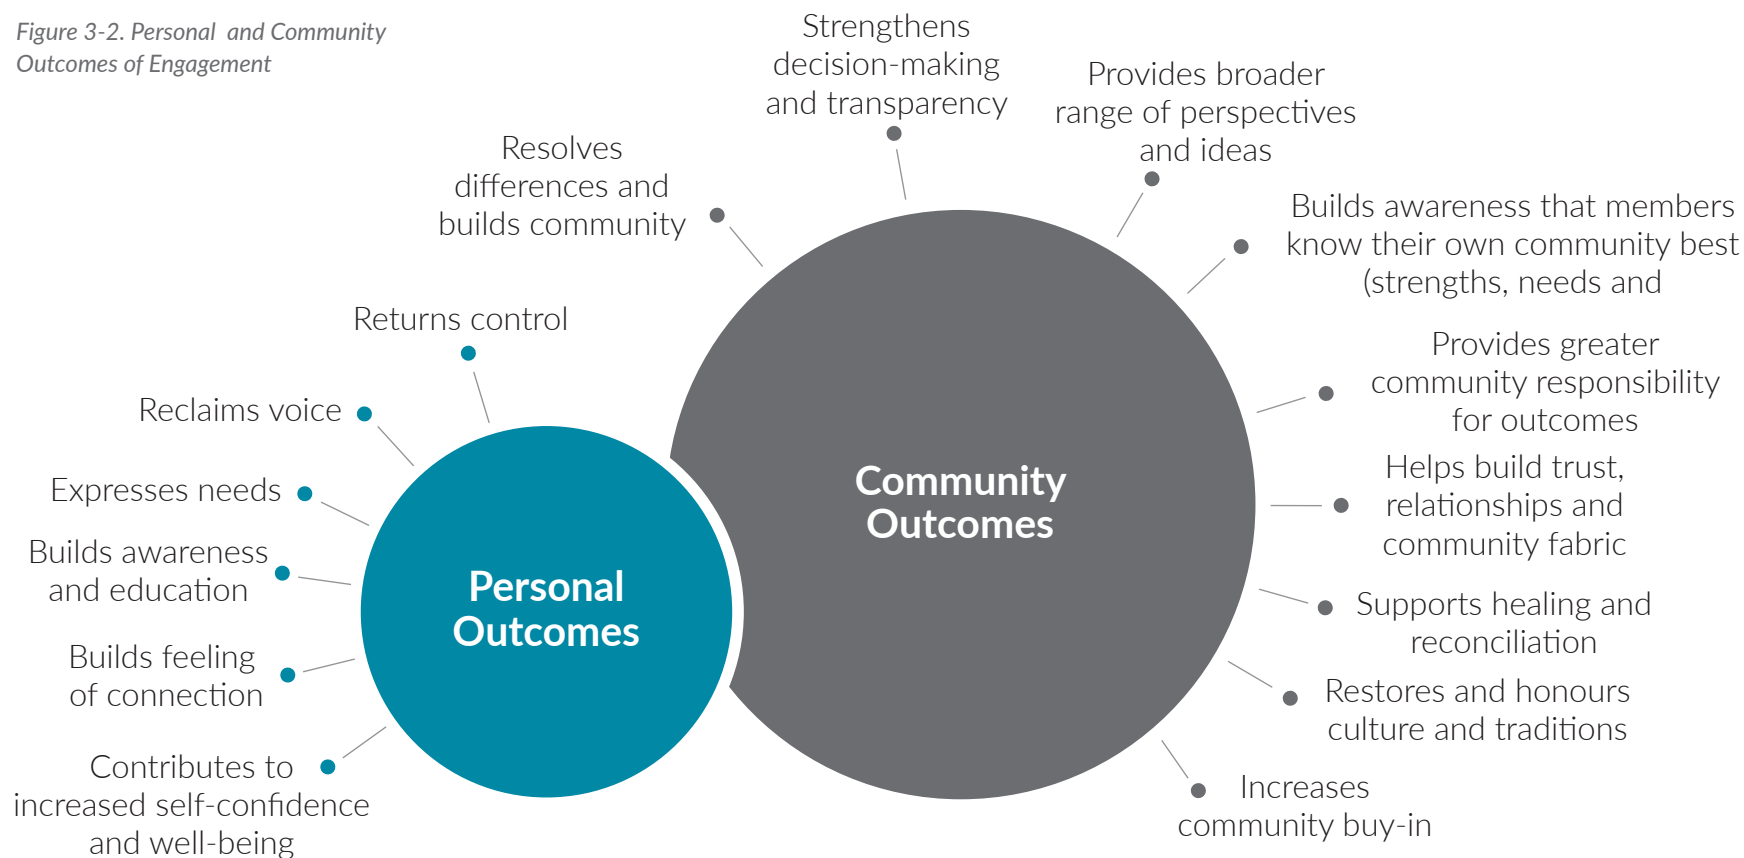 Figure 3-2. Personal and Community
Outcomes of Engagement
Strengthens
decision-making
and transparency
Provides broader
range of perspectives
and ideas
Resolves
differences and
builds community
Builds awareness that members
know their own community best
(strengths, needs and
Returns control
Provides greater
community responsibility
for outcomes
Reclaims voice
Helps build trust,
relationships and
community fabric
Expresses needs
Community
Outcomes
Builds awareness
and education
Personal
Outcomes
Supports healing and
reconciliation
Builds feeling
of connection
Restores and honours
culture and traditions
Contributes to
increased self-confidence
and well-being
Increases
community buy-in